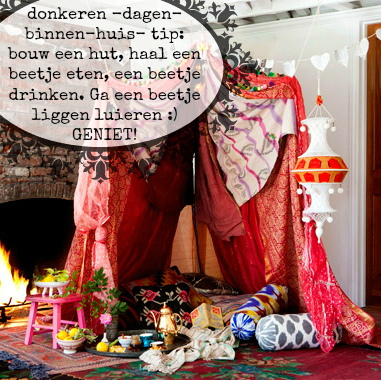 donkeren -dagen-
binnen-huis- tip:
bouw een hut, haal een
beetje eten, een beetje
drinken. Ga een beetje
liggen luieren :)
GENIET!